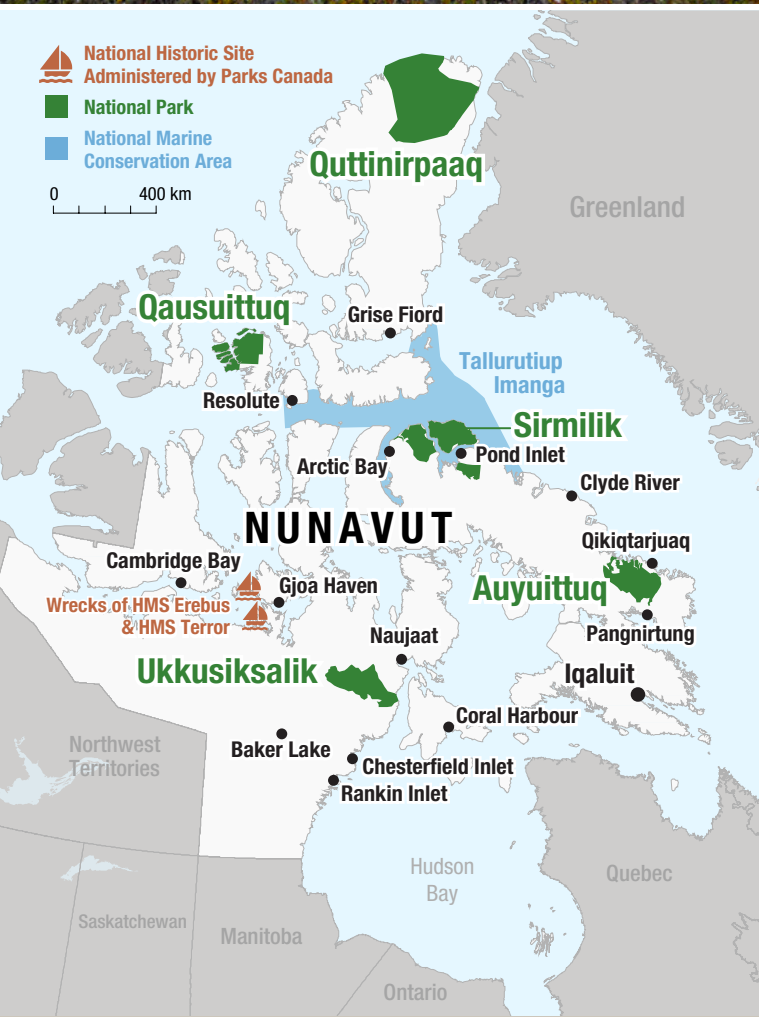 National Historic Site
Administered by Parks Canada
National Park
National Marine
Conservation Area
0 400 km
Quttinirpaaq
Greenland
Qausuittuq
Grise Fiord
Tallurutiup
Imanga
Resolute
Sirmilik
Arctic Bay
Pond Inlet
Clyde River
NUNAVUT
Qikiqtarjuaq
Cambridge Bay
Gjoa Haven
Auyuittuq
Wrecks of HMS Erebus
& HMS Terror
Pangnirtung
Naujaat
Ukkusiksalik
Iqaluit
Coral Harbour
Northwest
Territories
Baker Lake
Chesterfield Inlet
Rankin Inlet
Hudson
Bay
Quebec
Saskatchewan
Manitoba
Ontario